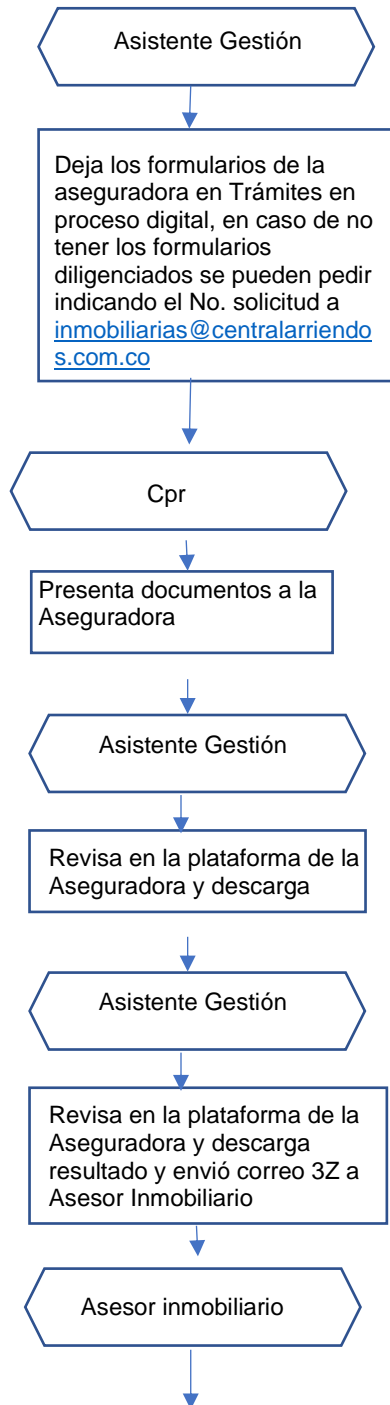 Asistente Gestión
Deja los formularios de la
aseguradora en Trámites en
proceso digital, en caso de no
tener los formularios
diligenciados se pueden pedir
indicando el No. solicitud a
inmobiliarias@centralarriendo
s.com.co
Cpr
Presenta documentos a la
Aseguradora
Asistente Gestión
Revisa en la plataforma de la
Aseguradora y descarga
Asistente Gestión
Revisa en la plataforma de la
Aseguradora y descarga
resultado y envió correo 3Z a
Asesor Inmobiliario
Asesor inmobiliario